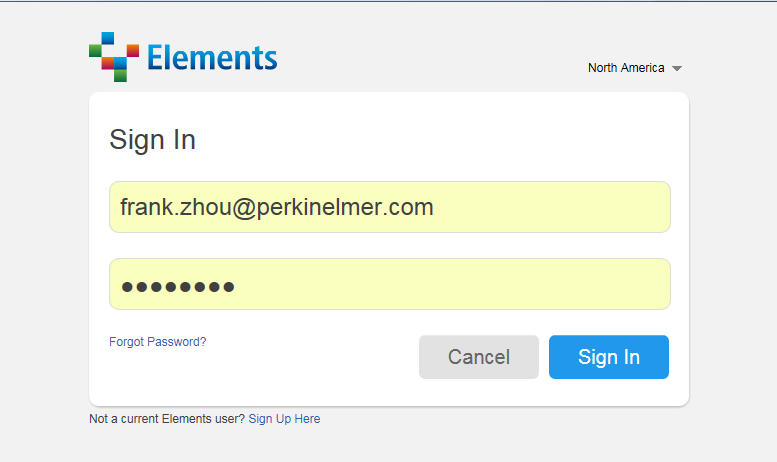 Elements
North America
Sign In
frank.zhou@perkinelmer.com
●●●●●●●●
Forgot Password?
Cancel
Sign In
Not a current Elements user? Sign Up Here